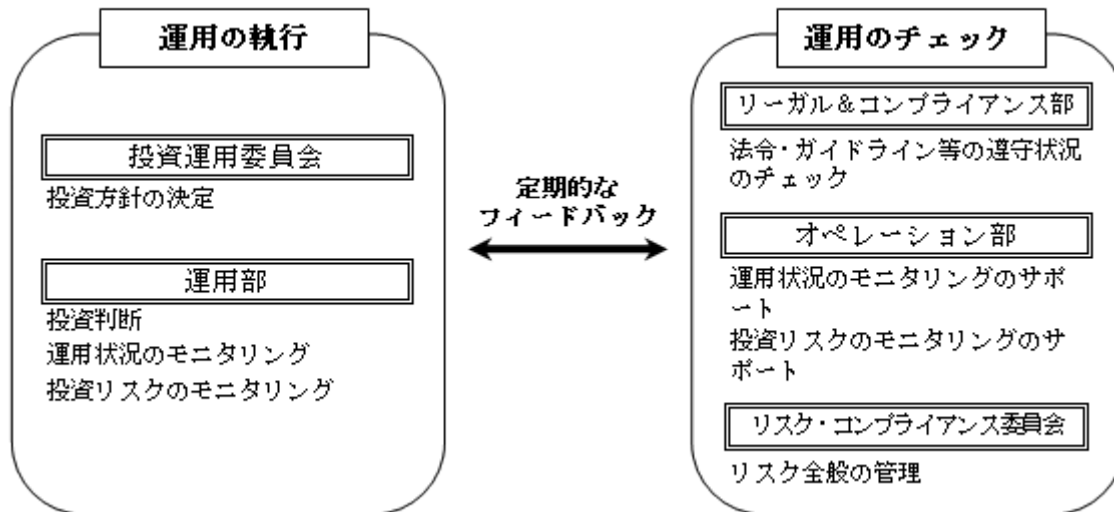 運用の執行
投資運用委員会
投資方針の決定
運用部
投資判断
運用状況のモニタリング
投資リスクのモニタリング
定期的な
フィードバック
運用のチェック
リーガル&コンプライアンス部
法令・ガイドライン等の遵守状況
のチェック
オペレーション部
運用状況のモニタリングのサポ
ート
投資リスクのモニタリングのサ
ポート
リスク・コンプライアンス委員会
リスク全般の管理